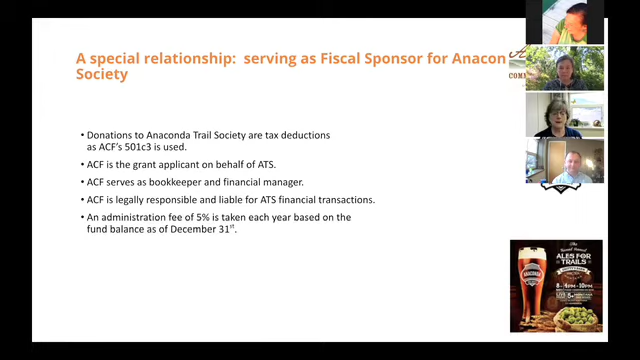 A special relationship: serving as Fiscal Sponsor for Anacon
Society
COMM
• Donations to Anaconda Trail Society are tax deductions
as ACF's 501c3 is used.
• ACF is the grant applicant on behalf of ATS.
• ACF serves as bookkeeper and financial manager.
• ACF is legally responsible and liable for ATS financial transactions.
• An administration fee of 5% is taken each year based on the
fund balance as of December 31st.
The
ALES FOR
TRAILS
ANACONDA